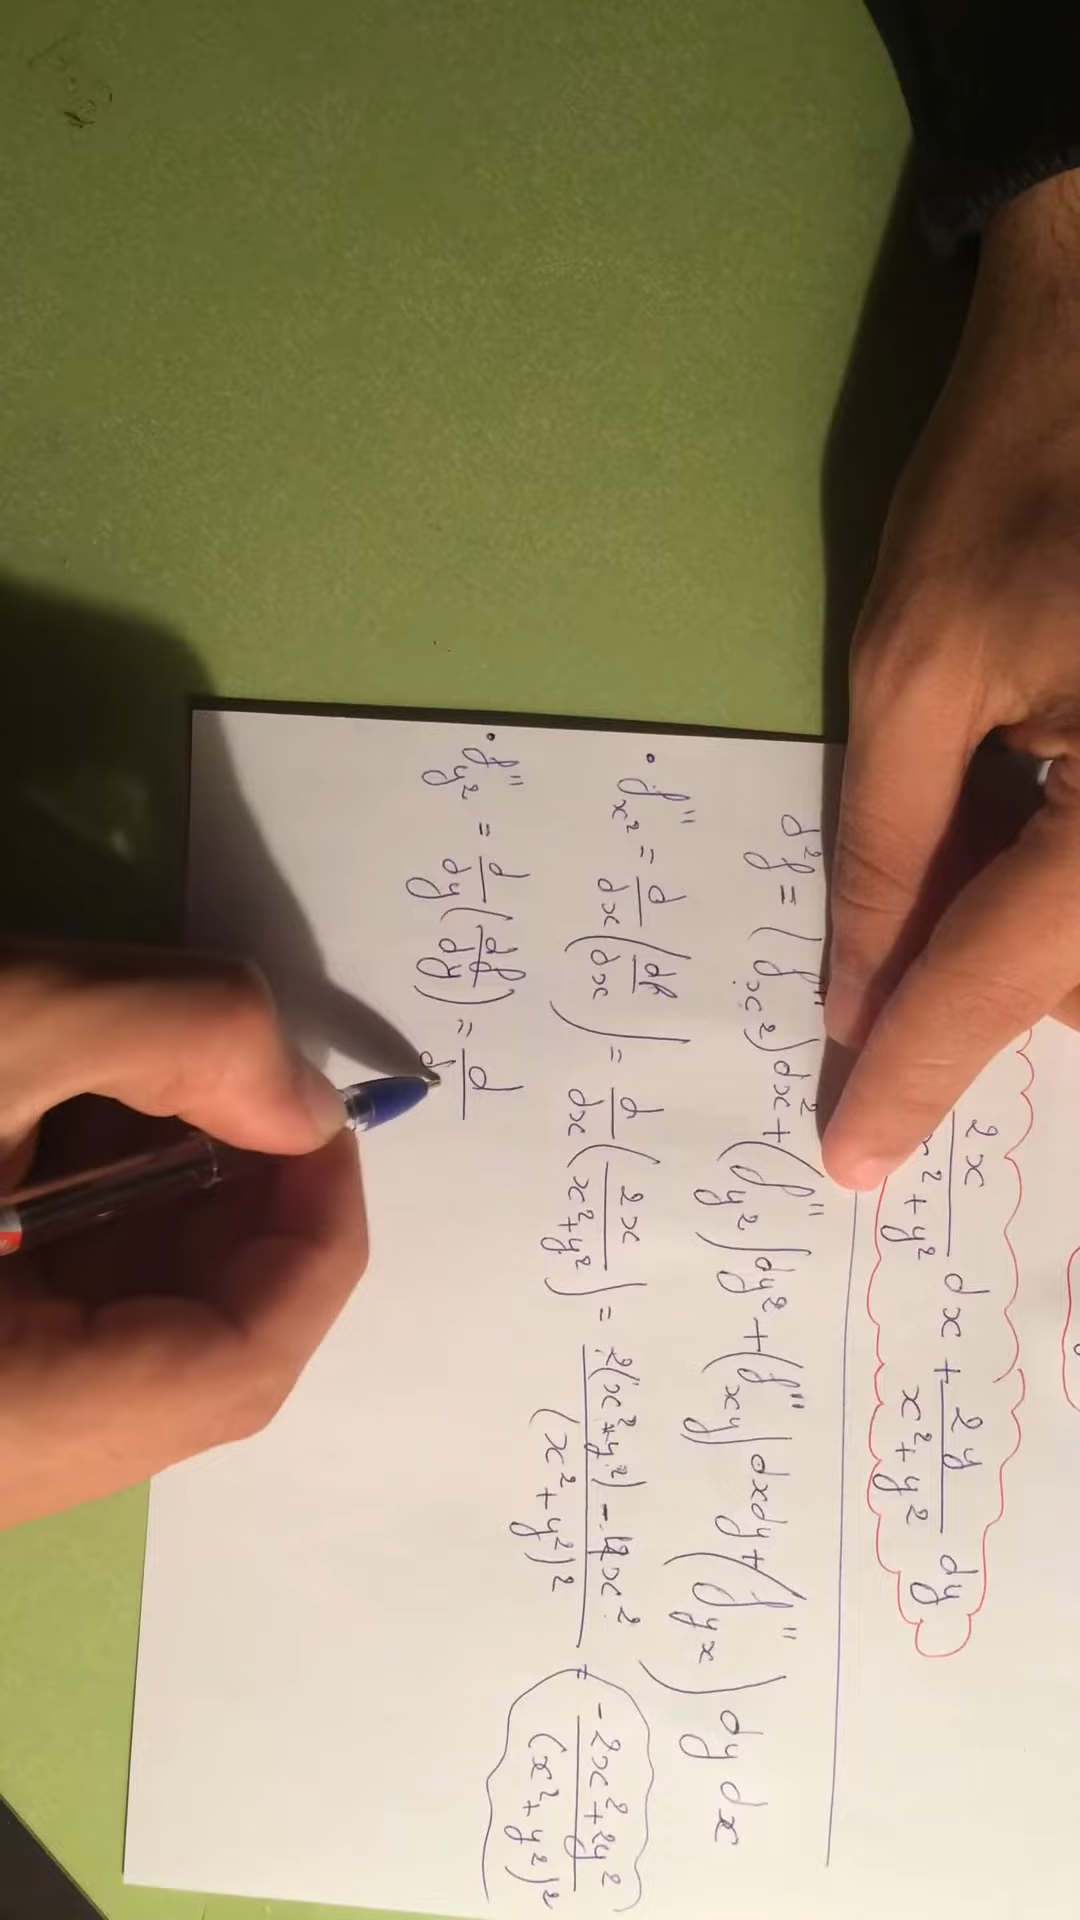 2x/x²+y² dx + 2y/x²+y² dy
d²f = (f''x²)dx² + (f''y²)dy² + (f''xy)dxdy + (f''yx)dydx
• f''x² = d/dx(df/dx) = d/dx(2x/x²+y²) = 2(x²+y²) - 4x²/(x²+y²)² = -2x²+2y²/(x²+y²)²
• f''y² = d/dy(df/dy) = d/d